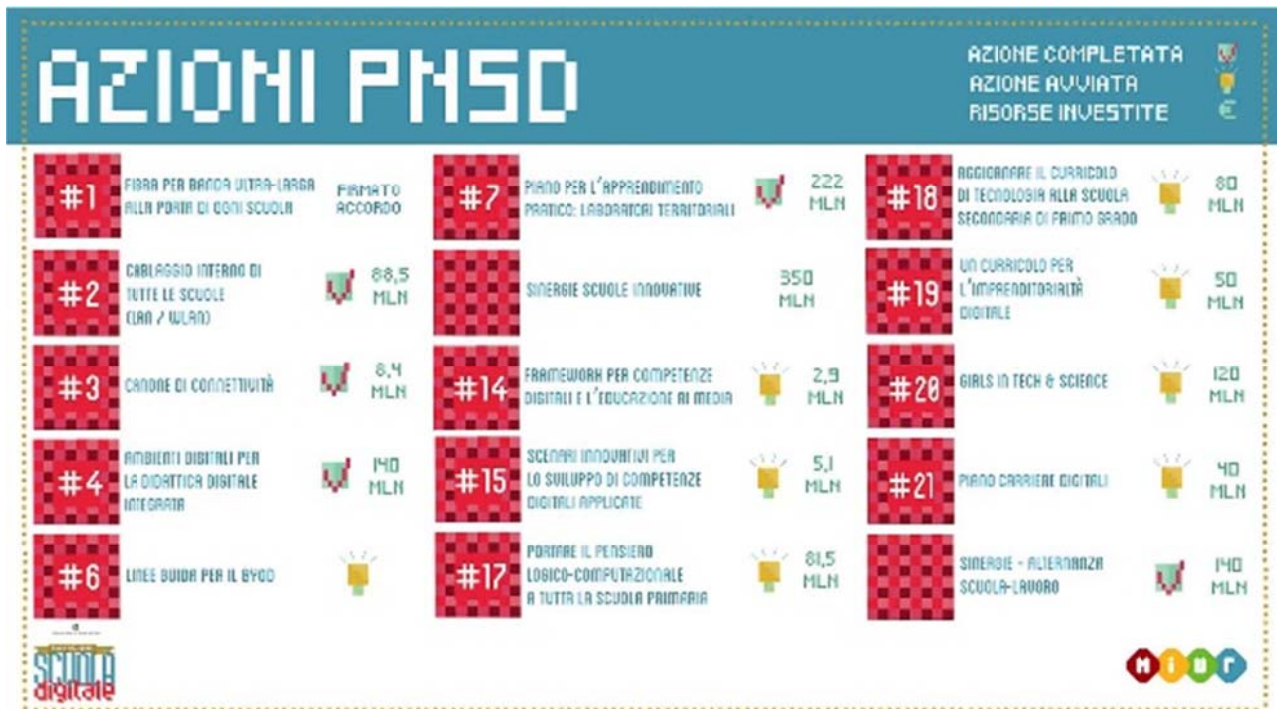 AZIONI PNSD
AZIONE COMPLETATA
AZIONE AVVIATA
RISORSE INVESTITE €
#1
FIBRA PER BANDA ULTRA-LARGA
ALLA PORTA DI OGNI SCUOLA
FIRMATO
ACCORDO
#2
CABLAGGIO INTERNO DI
TUTTE LE SCUOLE
(LAN / WLAN)
88,5
MLN
#3
CANONE DI CONNETTIVITÀ
8,4
MLN
#4
AMBIENTI DIGITALI PER
LA DIDATTICA DIGITALE
INTEGRATA
140
MLN
#6
LINEE GUIDA PER IL BYOD
#7
PIANO PER L'APPRENDIMENTO
PRATICO: LABORATORI TERRITORIALI
222
MLN
SINERGIE SCUOLE INNOVATIVE
350
MLN
#14
FRAMEWORK PER COMPETENZE
DIGITALI E L'EDUCAZIONE AI MEDIA
2,9
MLN
#15
SCENARI INNOVATIVI PER
LO SVILUPPO DI COMPETENZE
DIGITALI APPLICATE
5,1
MLN
#17
PORTARE IL PENSIERO
LOGICO-COMPUTAZIONALE
A TUTTA LA SCUOLA PRIMARIA
81,5
MLN
#18
AGGIORNARE IL CURRICOLO
DI TECNOLOGIA ALLA SCUOLA
SECONDARIA DI PRIMO GRADO
80
MLN
#19
UN CURRICOLO PER
L'IMPRENDITORIALITÀ
DIGITALE
50
MLN
#20
GIRLS IN TECH & SCIENCE
120
MLN
#21
PIANO CARRIERE DIGITALI
40
MLN
SINERGIE - ALTERNANZA
SCUOLA-LAVORO
140
MLN
SCUOLA
digitale
MIUR